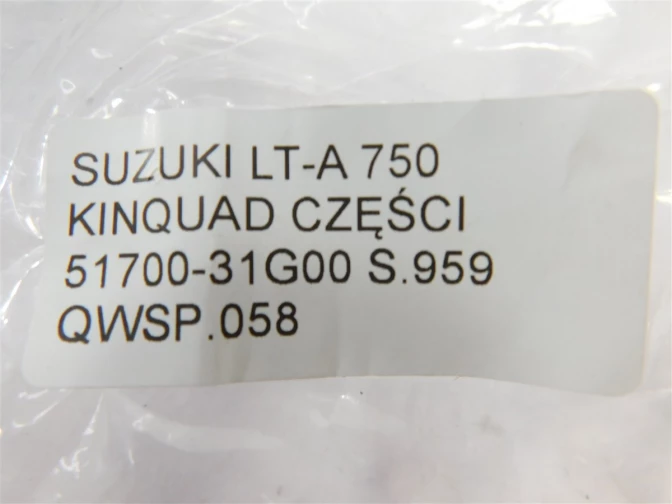 SUZUKI LT-A 750
KINQUAD CZĘŚCI
51700-31G00 S.959
QWSP.058